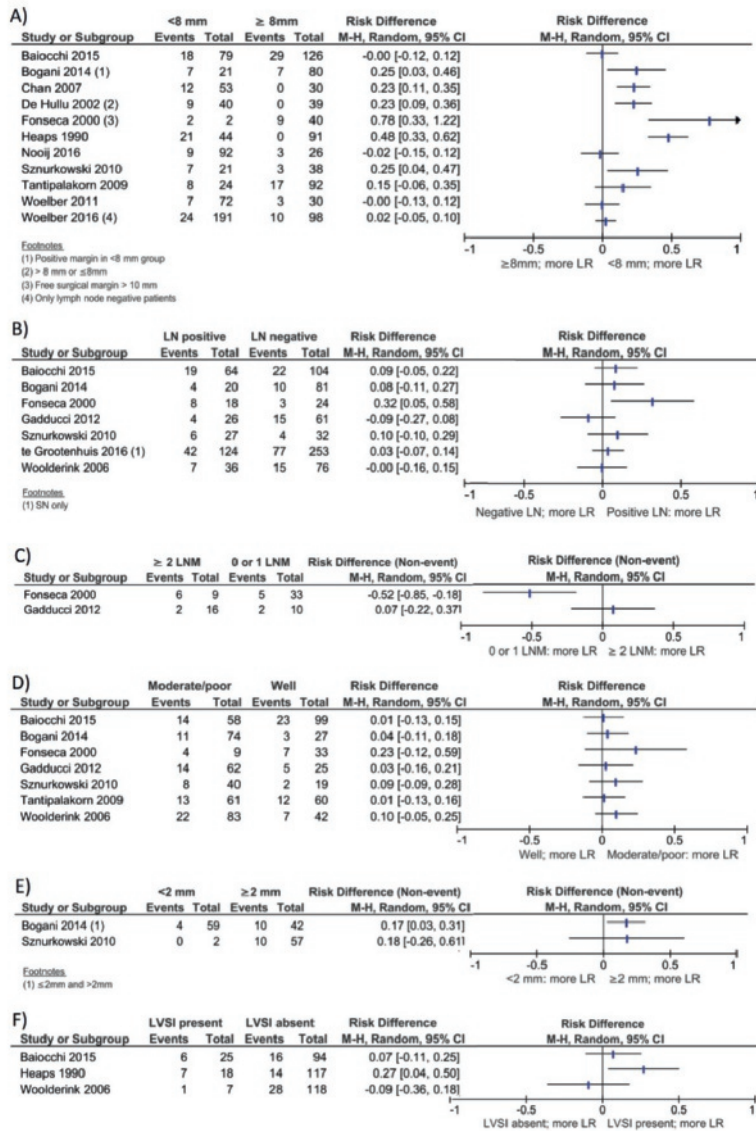 A)
<8 mm ≥ 8mm Risk Difference Risk Difference
Study or Subgroup Events Total Events Total M-H, Random, 95% CI M-H, Random, 95% CI
Baiocchi 2015 18 79 29 126 -0.00 [-0.12, 0.12]
Bogani 2014 (1) 7 21 7 80 0.25 [0.03, 0.46]
Chan 2007 12 53 0 30 0.23 [0.11, 0.35]
De Hullu 2002 (2) 9 40 0 39 0.23 [0.09, 0.36]
Fonseca 2000 (3) 2 2 9 40 0.78 [0.33, 1.22]
Heaps 1990 21 44 0 91 0.48 [0.33, 0.62]
Nooij 2016 9 92 3 26 -0.02 [-0.15, 0.12]
Sznurkowski 2010 7 21 3 38 0.25 [0.04, 0.47]
Tantipalakorn 2009 8 24 17 92 0.15 [-0.06, 0.35]
Woelber 2011 7 72 3 30 -0.00 [-0.13, 0.12]
Woelber 2016 (4) 24 191 10 98 0.02 [-0.05, 0.10]
-1 -0.5 0 0.5 1
≥8mm; more LR <8 mm; more LR
Footnotes
(1) Positive margin in <8 mm group
(2) > 8 mm or ≤8mm
(3) Free surgical margin > 10 mm
(4) Only lymph node negative patients
B)
LN positive LN negative Risk Difference Risk Difference
Study or Subgroup Events Total Events Total M-H, Random, 95% CI M-H, Random, 95% CI
Baiocchi 2015 19 64 22 104 0.09 [-0.05, 0.22]
Bogani 2014 4 20 10 81 0.08 [-0.11, 0.27]
Fonseca 2000 8 18 3 24 0.32 [0.05, 0.58]
Gadducci 2012 4 26 15 61 -0.09 [-0.27, 0.08]
Sznurkowski 2010 6 27 4 32 0.10 [-0.10, 0.29]
te Grootenhuis 2016 (1) 42 124 77 253 0.03 [-0.07, 0.14]
Woolderink 2006 7 36 15 76 -0.00 [-0.16, 0.15]
-1 -0.5 0 0.5 1
Negative LN; more LR Positive LN: more LR
Footnotes
(1) SN only
C)
≥ 2 LNM 0 or 1 LNM Risk Difference (Non-event) Risk Difference (Non-event)
Study or Subgroup Events Total Events Total M-H, Random, 95% CI M-H, Random, 95% CI
Fonseca 2000 6 9 5 33 -0.52 [-0.85, -0.18]
Gadducci 2012 2 16 2 10 0.07 [-0.22, 0.37]
-1 -0.5 0 0.5 1
0 or 1 LNM: more LR ≥ 2 LNM: more LR
D)
Moderate/poor Well Risk Difference Risk Difference
Study or Subgroup Events Total Events Total M-H, Random, 95% CI M-H, Random, 95% CI
Baiocchi 2015 14 58 23 99 0.01 [-0.13, 0.15]
Bogani 2014 11 74 3 27 0.04 [-0.11, 0.18]
Fonseca 2000 4 9 7 33 0.23 [-0.12, 0.59]
Gadducci 2012 14 62 5 25 0.03 [-0.16, 0.21]
Sznurkowski 2010 8 40 2 19 0.09 [-0.09, 0.28]
Tantipalakorn 2009 13 61 12 60 0.01 [-0.13, 0.16]
Woolderink 2006 22 83 7 42 0.10 [-0.05, 0.25]
-1 -0.5 0 0.5 1
Well; more LR Moderate/poor: more LR
E)
<2 mm ≥2 mm Risk Difference (Non-event) Risk Difference (Non-event)
Study or Subgroup Events Total Events Total M-H, Random, 95% CI M-H, Random, 95% CI
Bogani 2014 (1) 4 59 10 42 0.17 [0.03, 0.31]
Sznurkowski 2010 0 2 10 57 0.18 [-0.26, 0.61]
-1 -0.5 0 0.5 1
<2 mm: more LR ≥2 mm; more LR
Footnotes
(1) ≤2mm and >2mm
F)
LVSI present LVSI absent Risk Difference Risk Difference
Study or Subgroup Events Total Events Total M-H, Random, 95% CI M-H, Random, 95% CI
Baiocchi 2015 6 25 16 94 0.07 [-0.11, 0.25]
Heaps 1990 7 18 14 117 0.27 [0.04, 0.50]
Woolderink 2006 1 7 28 118 -0.09 [-0.36, 0.18]
-1 -0.5 0 0.5 1
LVSI absent; more LR LVSI present; more LR